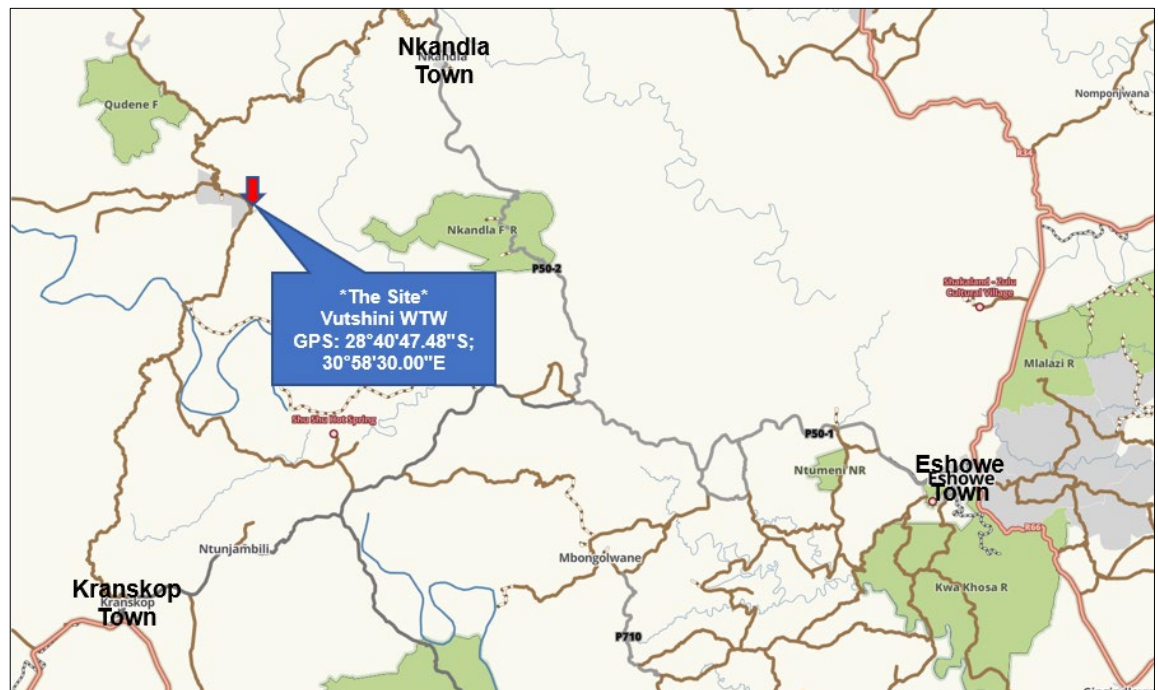 Nkandla
Town
Nkandla
Qudene F
Nomponjwana
R34
Nkandla F R
P50-2
*The Site*
Vutshini WTW
GPS: 28°40'47.48"S;
30°58'30.00"E
Shakaland - Zulu
Cultural Village
Mlalazi R
Shu Shu Hot Spring
P50-1
Ntumeni NR
Eshowe
Eshowe
Town
R66
Ntunjambili
Mbongolwane
Kwa Khosa R
Kranskop
Town
Kranskop
P710